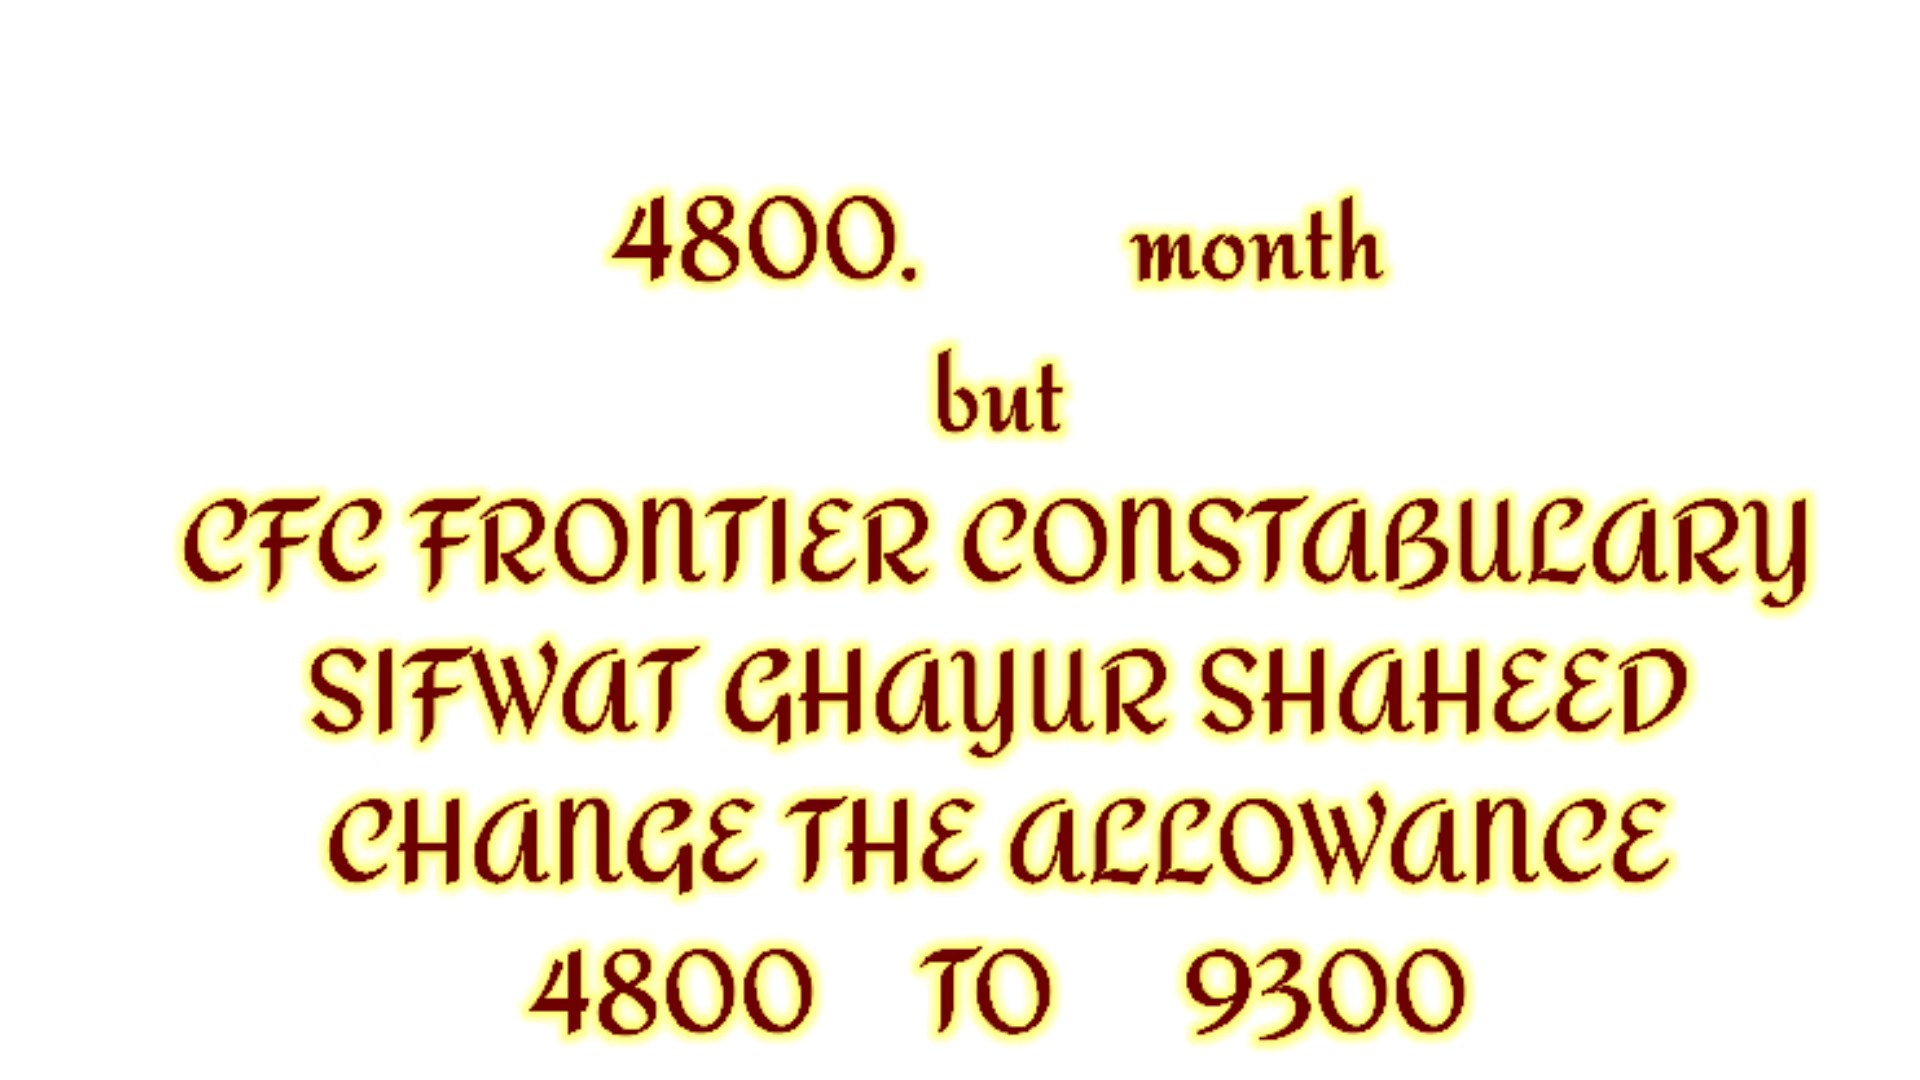 4800. month
but
CFC FRONTIER CONSTABULARY
SIFWAT GHAYUR SHAHEED
CHANGE THE ALLOWANCE
4800 TO 9300